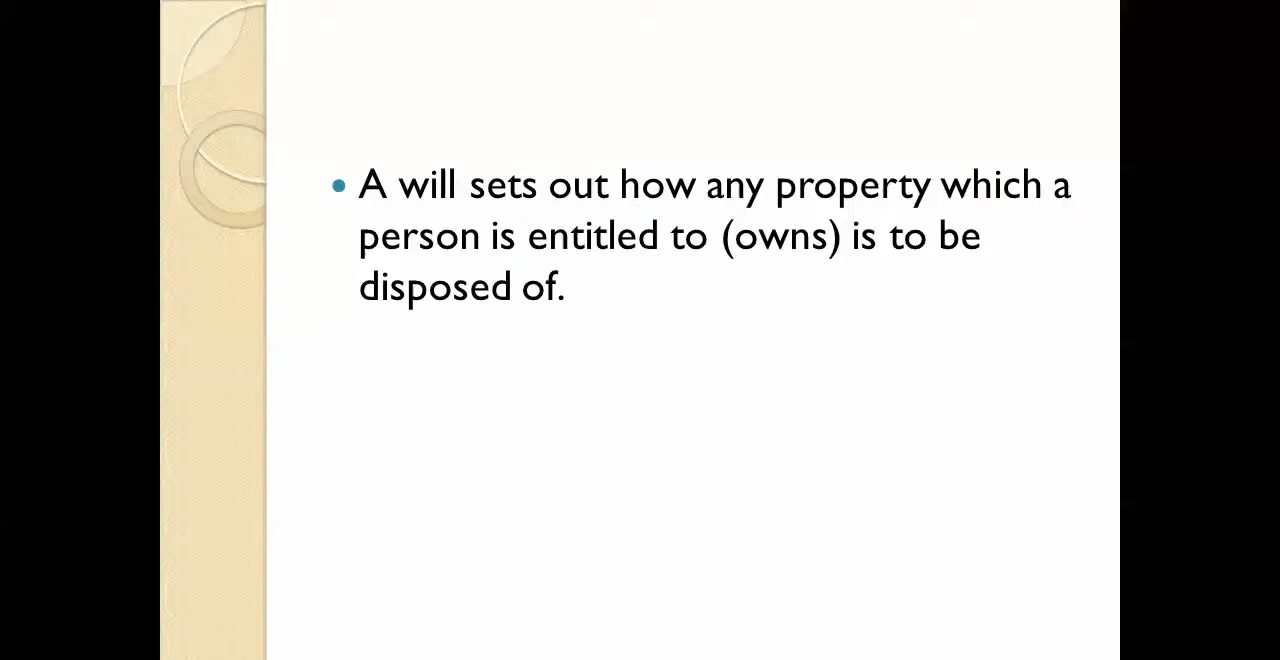 • A will sets out how any property which a
person is entitled to (owns) is to be
disposed of.